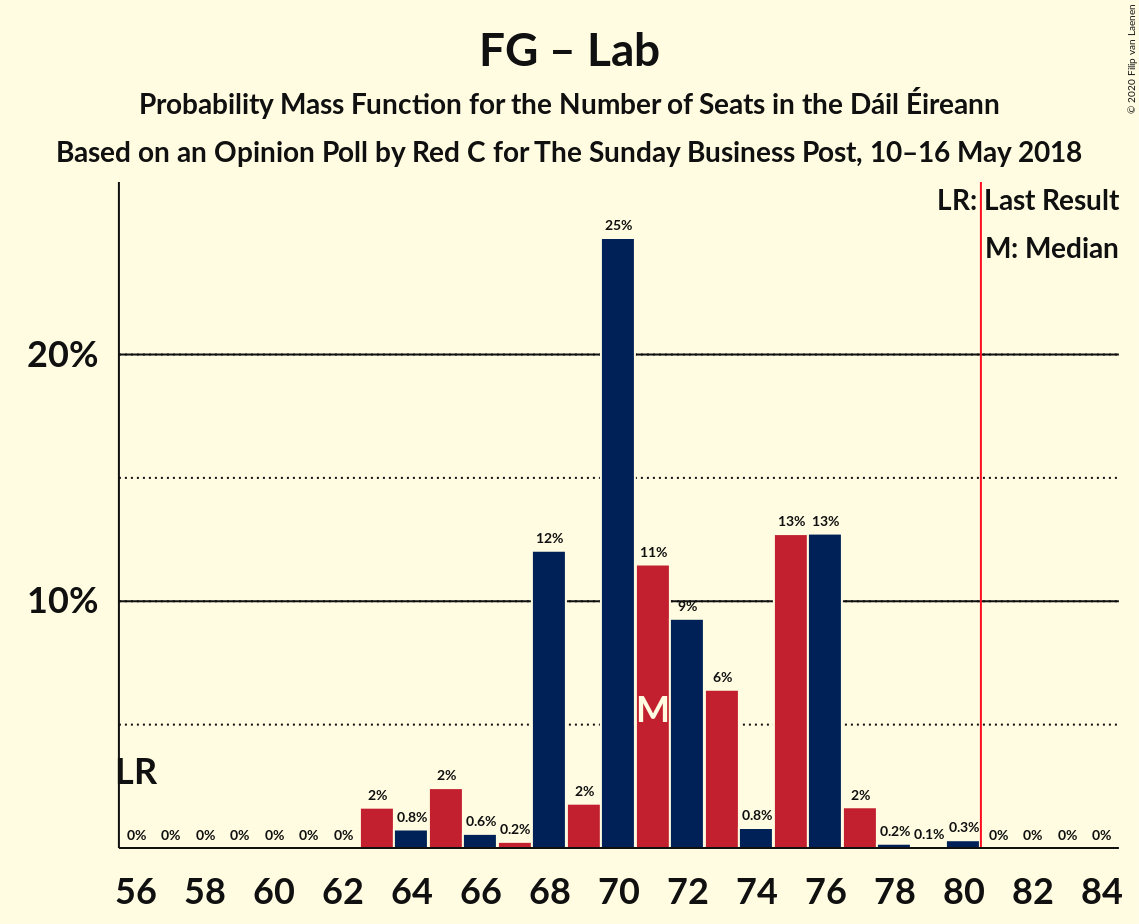 FG – Lab
Probability Mass Function for the Number of Seats in the Dáil Éireann
Based on an Opinion Poll by Red C for The Sunday Business Post, 10–16 May 2018
© 2020 Filip van Laenen
LR: Last Result
M: Median
20%
10%
LR
M
0% 0% 0% 0% 0% 0% 0% 2% 0.8% 2% 0.6% 0.2% 12% 2% 25% 11% 9% 6% 0.8% 13% 13% 2% 0.2% 0.1% 0.3% 0% 0% 0% 0%
56 58 60 62 64 66 68 70 72 74 76 78 80 82 84